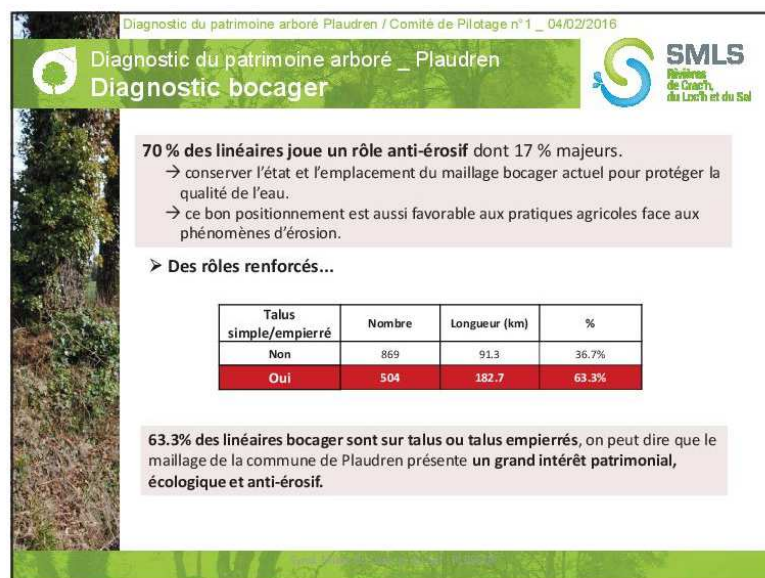 Diagnostic du patrimoine arboré Plaudren / Comité de Pilotage n°1 _ 04/02/2016
Diagnostic du patrimoine arboré _ Plaudren
Diagnostic bocager
SMLS
Rivières
de Crac'h,
du Loc'h et du Sal
70 % des linéaires joue un rôle anti-érosif dont 17 % majeurs.
→ conserver l'état et l'emplacement du maillage bocager actuel pour protéger la
qualité de l'eau.
→ ce bon positionnement est aussi favorable aux pratiques agricoles face aux
phénomènes d'érosion.
➢ Des rôles renforcés...
Talus
simple/empierré Nombre Longueur (km) %
Non 869 91.3 36.7%
Oui 504 182.7 63.3%
63.3% des linéaires bocager sont sur talus ou talus empierrés, on peut dire que le
maillage de la commune de Plaudren présente un grand intérêt patrimonial,
écologique et anti-érosif.